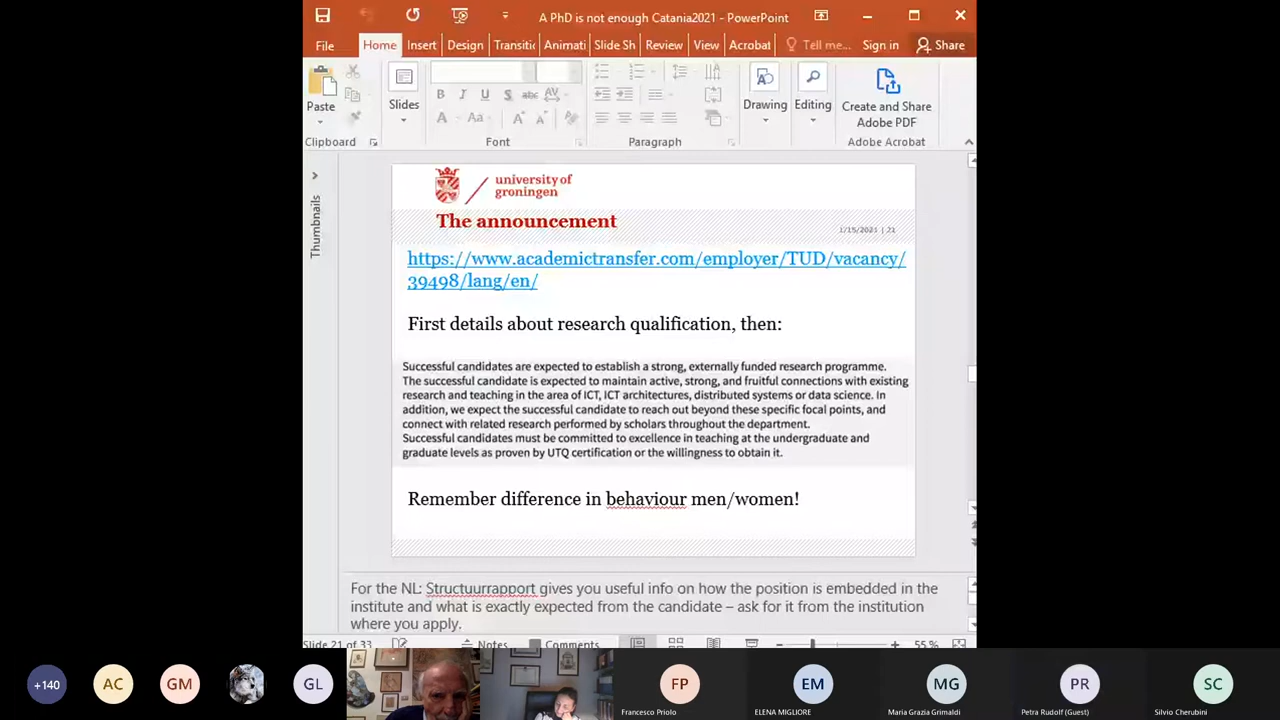 A PhD is not enough Catania2021 - PowerPoint
File Home Insert Design Transitic Animati Slide Sh Review View Acrobat Tell me... Sign in Share
Paste
Slides
Drawing
Editing
Create and Share
Adobe PDF
Clipboard Font Paragraph Adobe Acrobat
Thumbnails
university of
groningen
The announcement
1/15/2021 | 21
https://www.academictransfer.com/employer/TUD/vacancy/
39498/lang/en/
First details about research qualification, then:
Successful candidates are expected to establish a strong, externally funded research programme.
The successful candidate is expected to maintain active, strong, and fruitful connections with existing
research and teaching in the area of ICT, ICT architectures, distributed systems or data science. In
addition, we expect the successful candidate to reach out beyond these specific focal points, and
connect with related research performed by scholars throughout the department.
Successful candidates must be committed to excellence in teaching at the undergraduate and
graduate levels as proven by UTQ certification or the willingness to obtain it.
Remember difference in behaviour men/women!
For the NL: Structuurrapport gives you useful info on how the position is embedded in the
institute and what is exactly expected from the candidate – ask for it from the institution
where you apply.
Slide 21 of 33 Notes Comments 55 %
+140 AC GM GL FP EM MG PR SC
Francesco Priolo ELENA MIGLIORE Maria Grazia Grimaldi Petra Rudolf (Guest) Silvio Cherubini